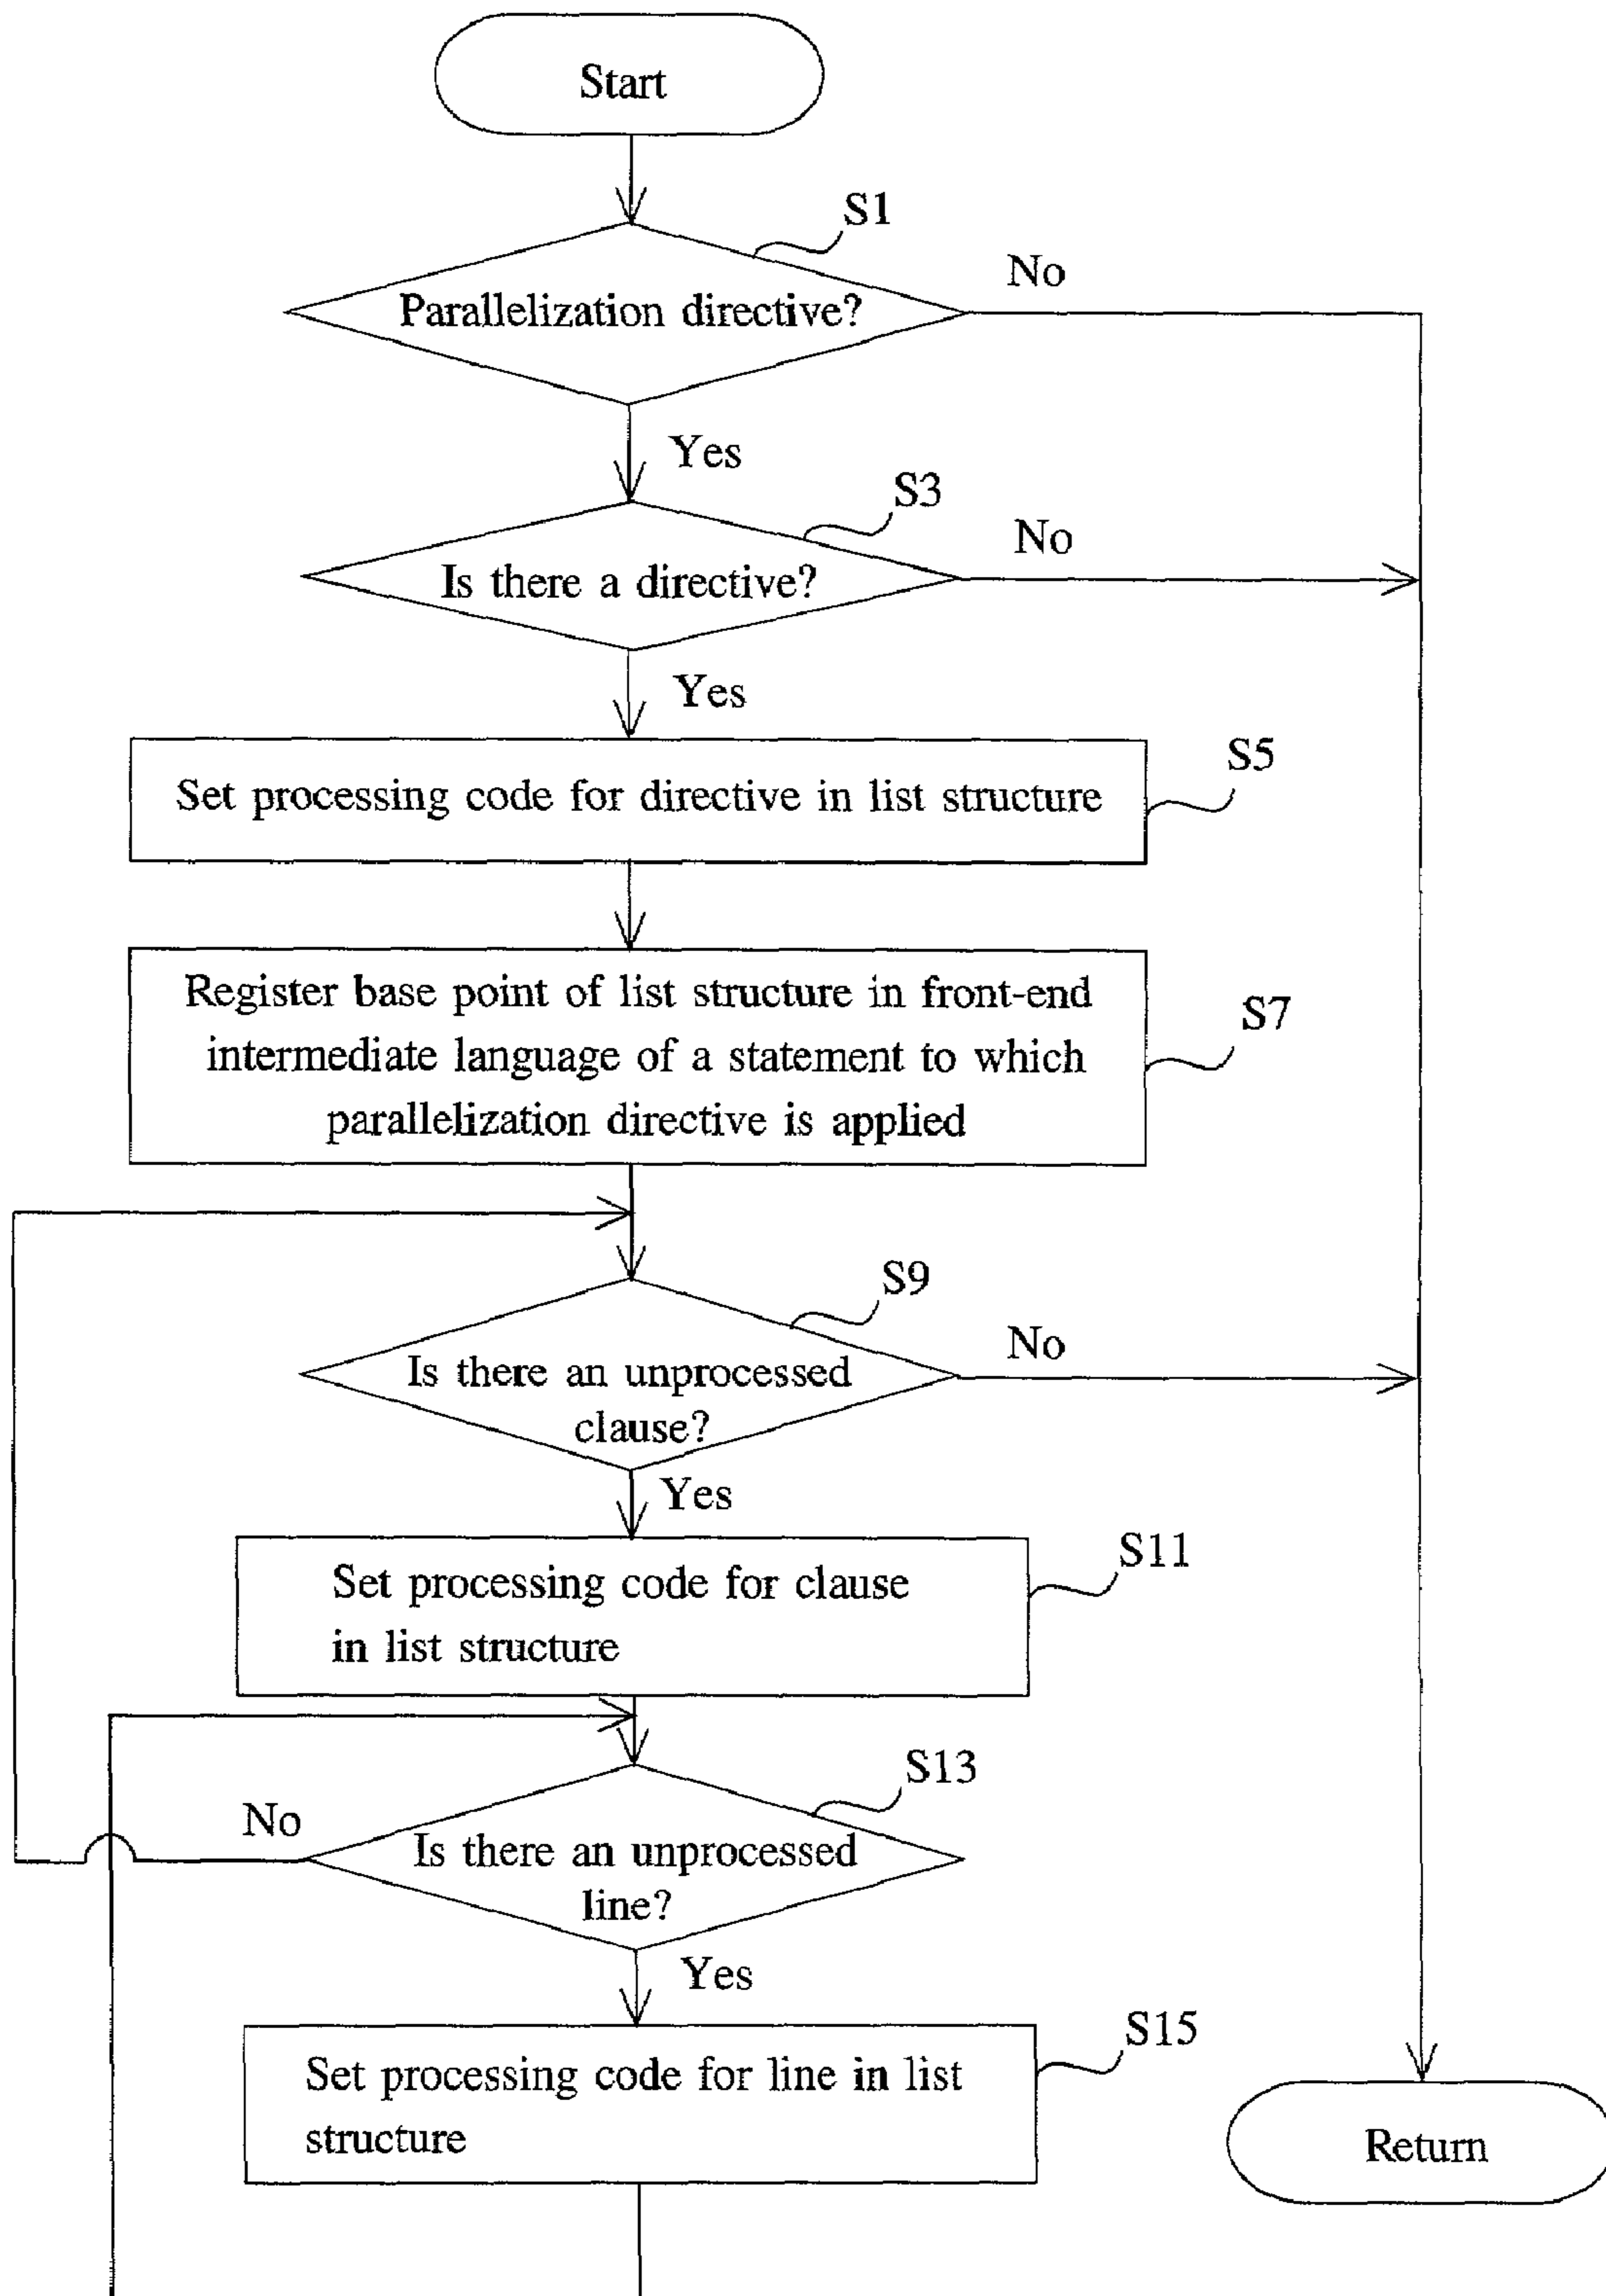 Start
S1
No
Parallelization directive?
Yes
S3
No
Is there a directive?
Yes
S5
Set processing code for directive in list structure
Register base point of list structure in front-end
S7
intermediate language of a statement to which
parallelization directive is applied
S9
No
Is there an unprocessed
clause?
Yes
S11
Set processing code for clause
in list structure
S13
No
Is there an unprocessed
line?
Yes
S15
Set processing code for line in list
structure
Return